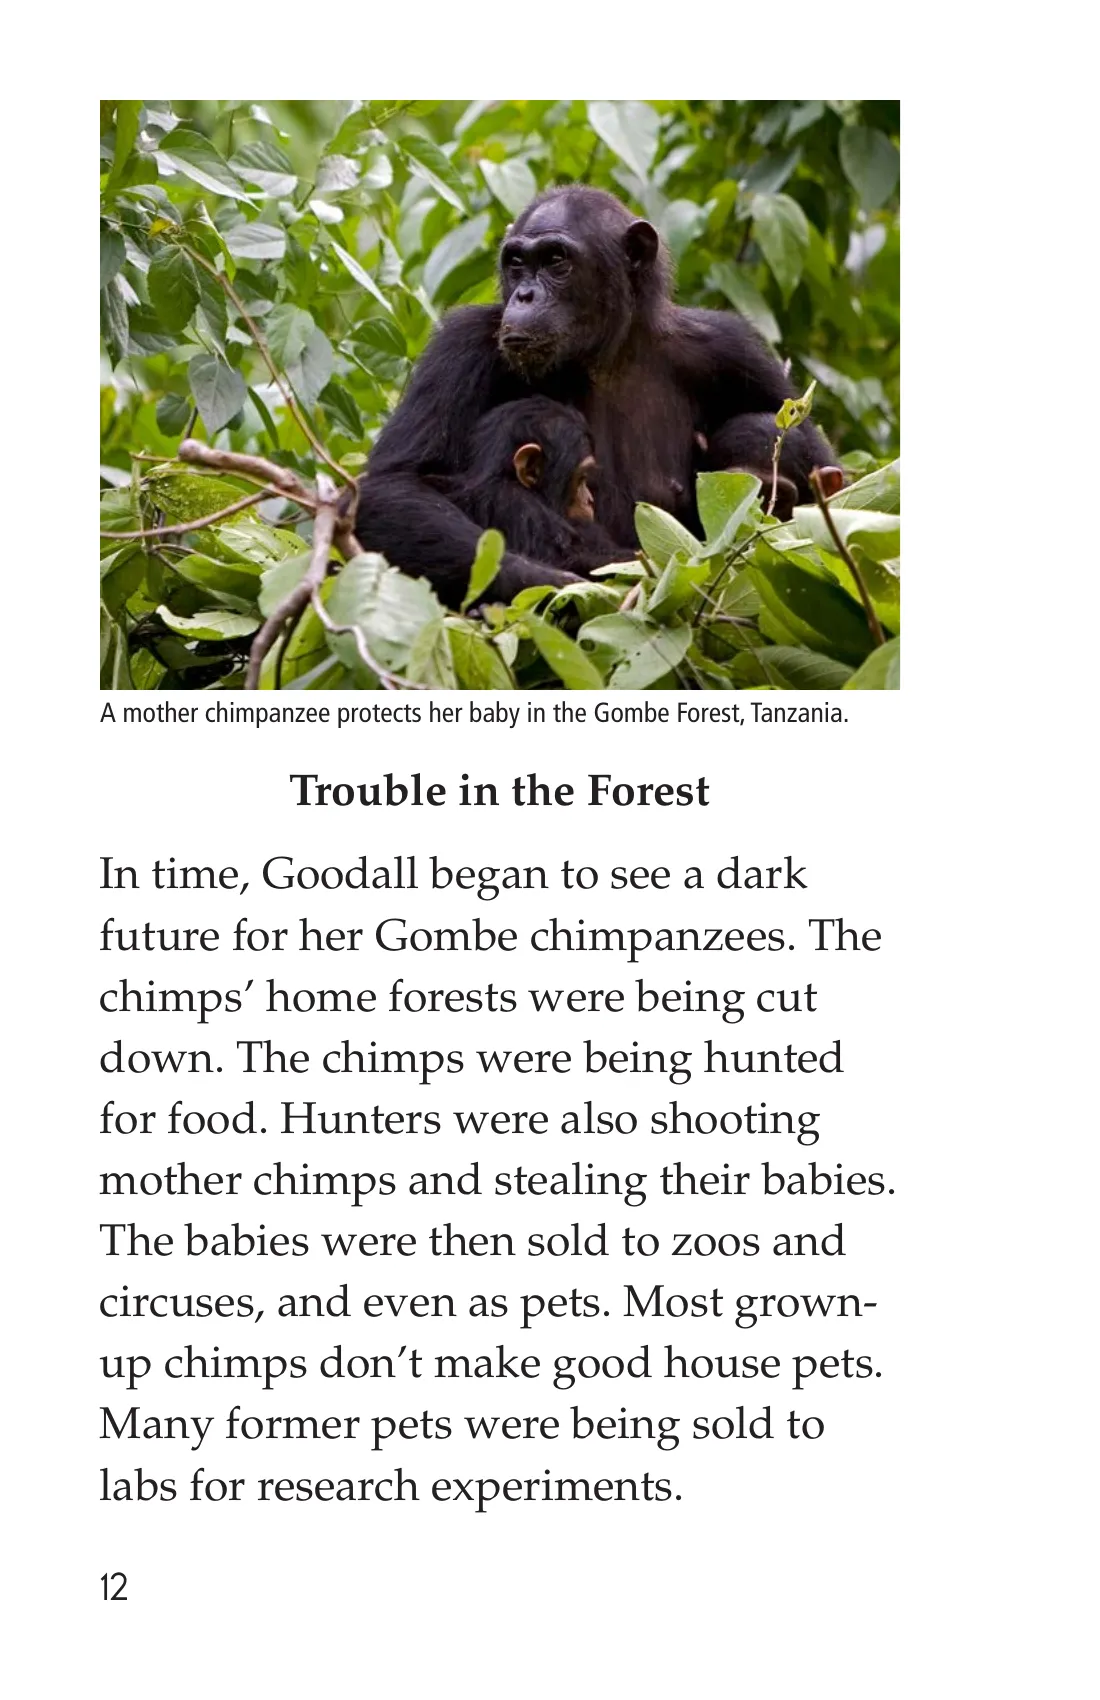 A mother chimpanzee protects her baby in the Gombe Forest, Tanzania.
Trouble in the Forest
In time, Goodall began to see a dark
future for her Gombe chimpanzees. The
chimps’ home forests were being cut
down. The chimps were being hunted
for food. Hunters were also shooting
mother chimps and stealing their babies.
The babies were then sold to zoos and
circuses, and even as pets. Most grown-
up chimps don’t make good house pets.
Many former pets were being sold to
labs for research experiments.
12